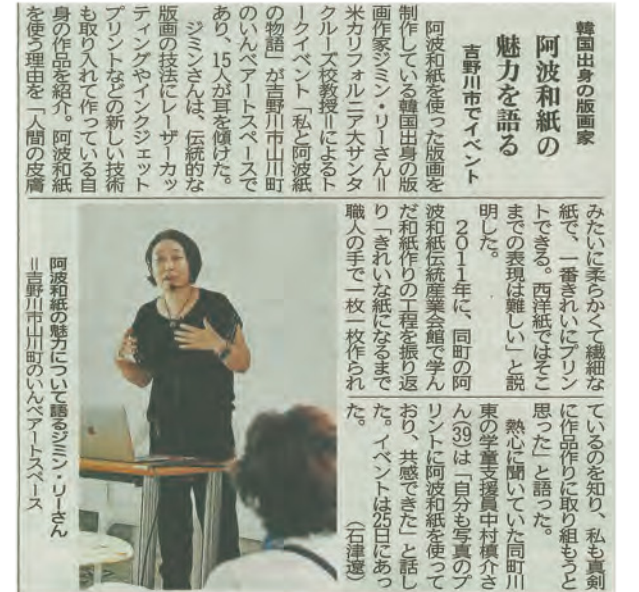 韓国出身の版画家
阿波和紙の
魅力を語る
吉野川市でイベント
阿波和紙を使った版画を
制作している韓国出身の版
画作家ジミン・リーさん=
米カリフォルニア大サンタ
クルーズ校教授=によるト
ークイベント「私と阿波紙
の物語」が吉野川市山川町
のいんべアートスペースで
あり、15人が耳を傾けた。
ジミンさんは、伝統的な
版画の技法にレーザーカッ
ティングやインクジェット
プリントなどの新しい技術
も取り入れて作っている自
身の作品を紹介。阿波和紙
を使う理由を「人間の皮膚
みたいに柔らかくて繊細な
紙で、一番きれいにプリン
トできる。西洋紙ではそこ
までの表現は難しい」と説
明した。
2011年に、同町の阿
波和紙伝統産業会館で学ん
だ和紙作りの工程を振り返
り「きれいな紙になるまで
職人の手で一枚一枚作られ
ているのを知り、私も真剣
に作品作りに取り組もうと
思った」と語った。
熱心に聞いていた同町川
東の学童支援員中村槙介さ
ん(39)は「自分も写真のプ
リントに阿波和紙を使って
おり、共感できた」と話し
た。イベントは25日にあっ
た。
(石津遼)
阿波和紙の魅力について語るジミン・リーさん
=吉野川市山川町のいんべアートスペース